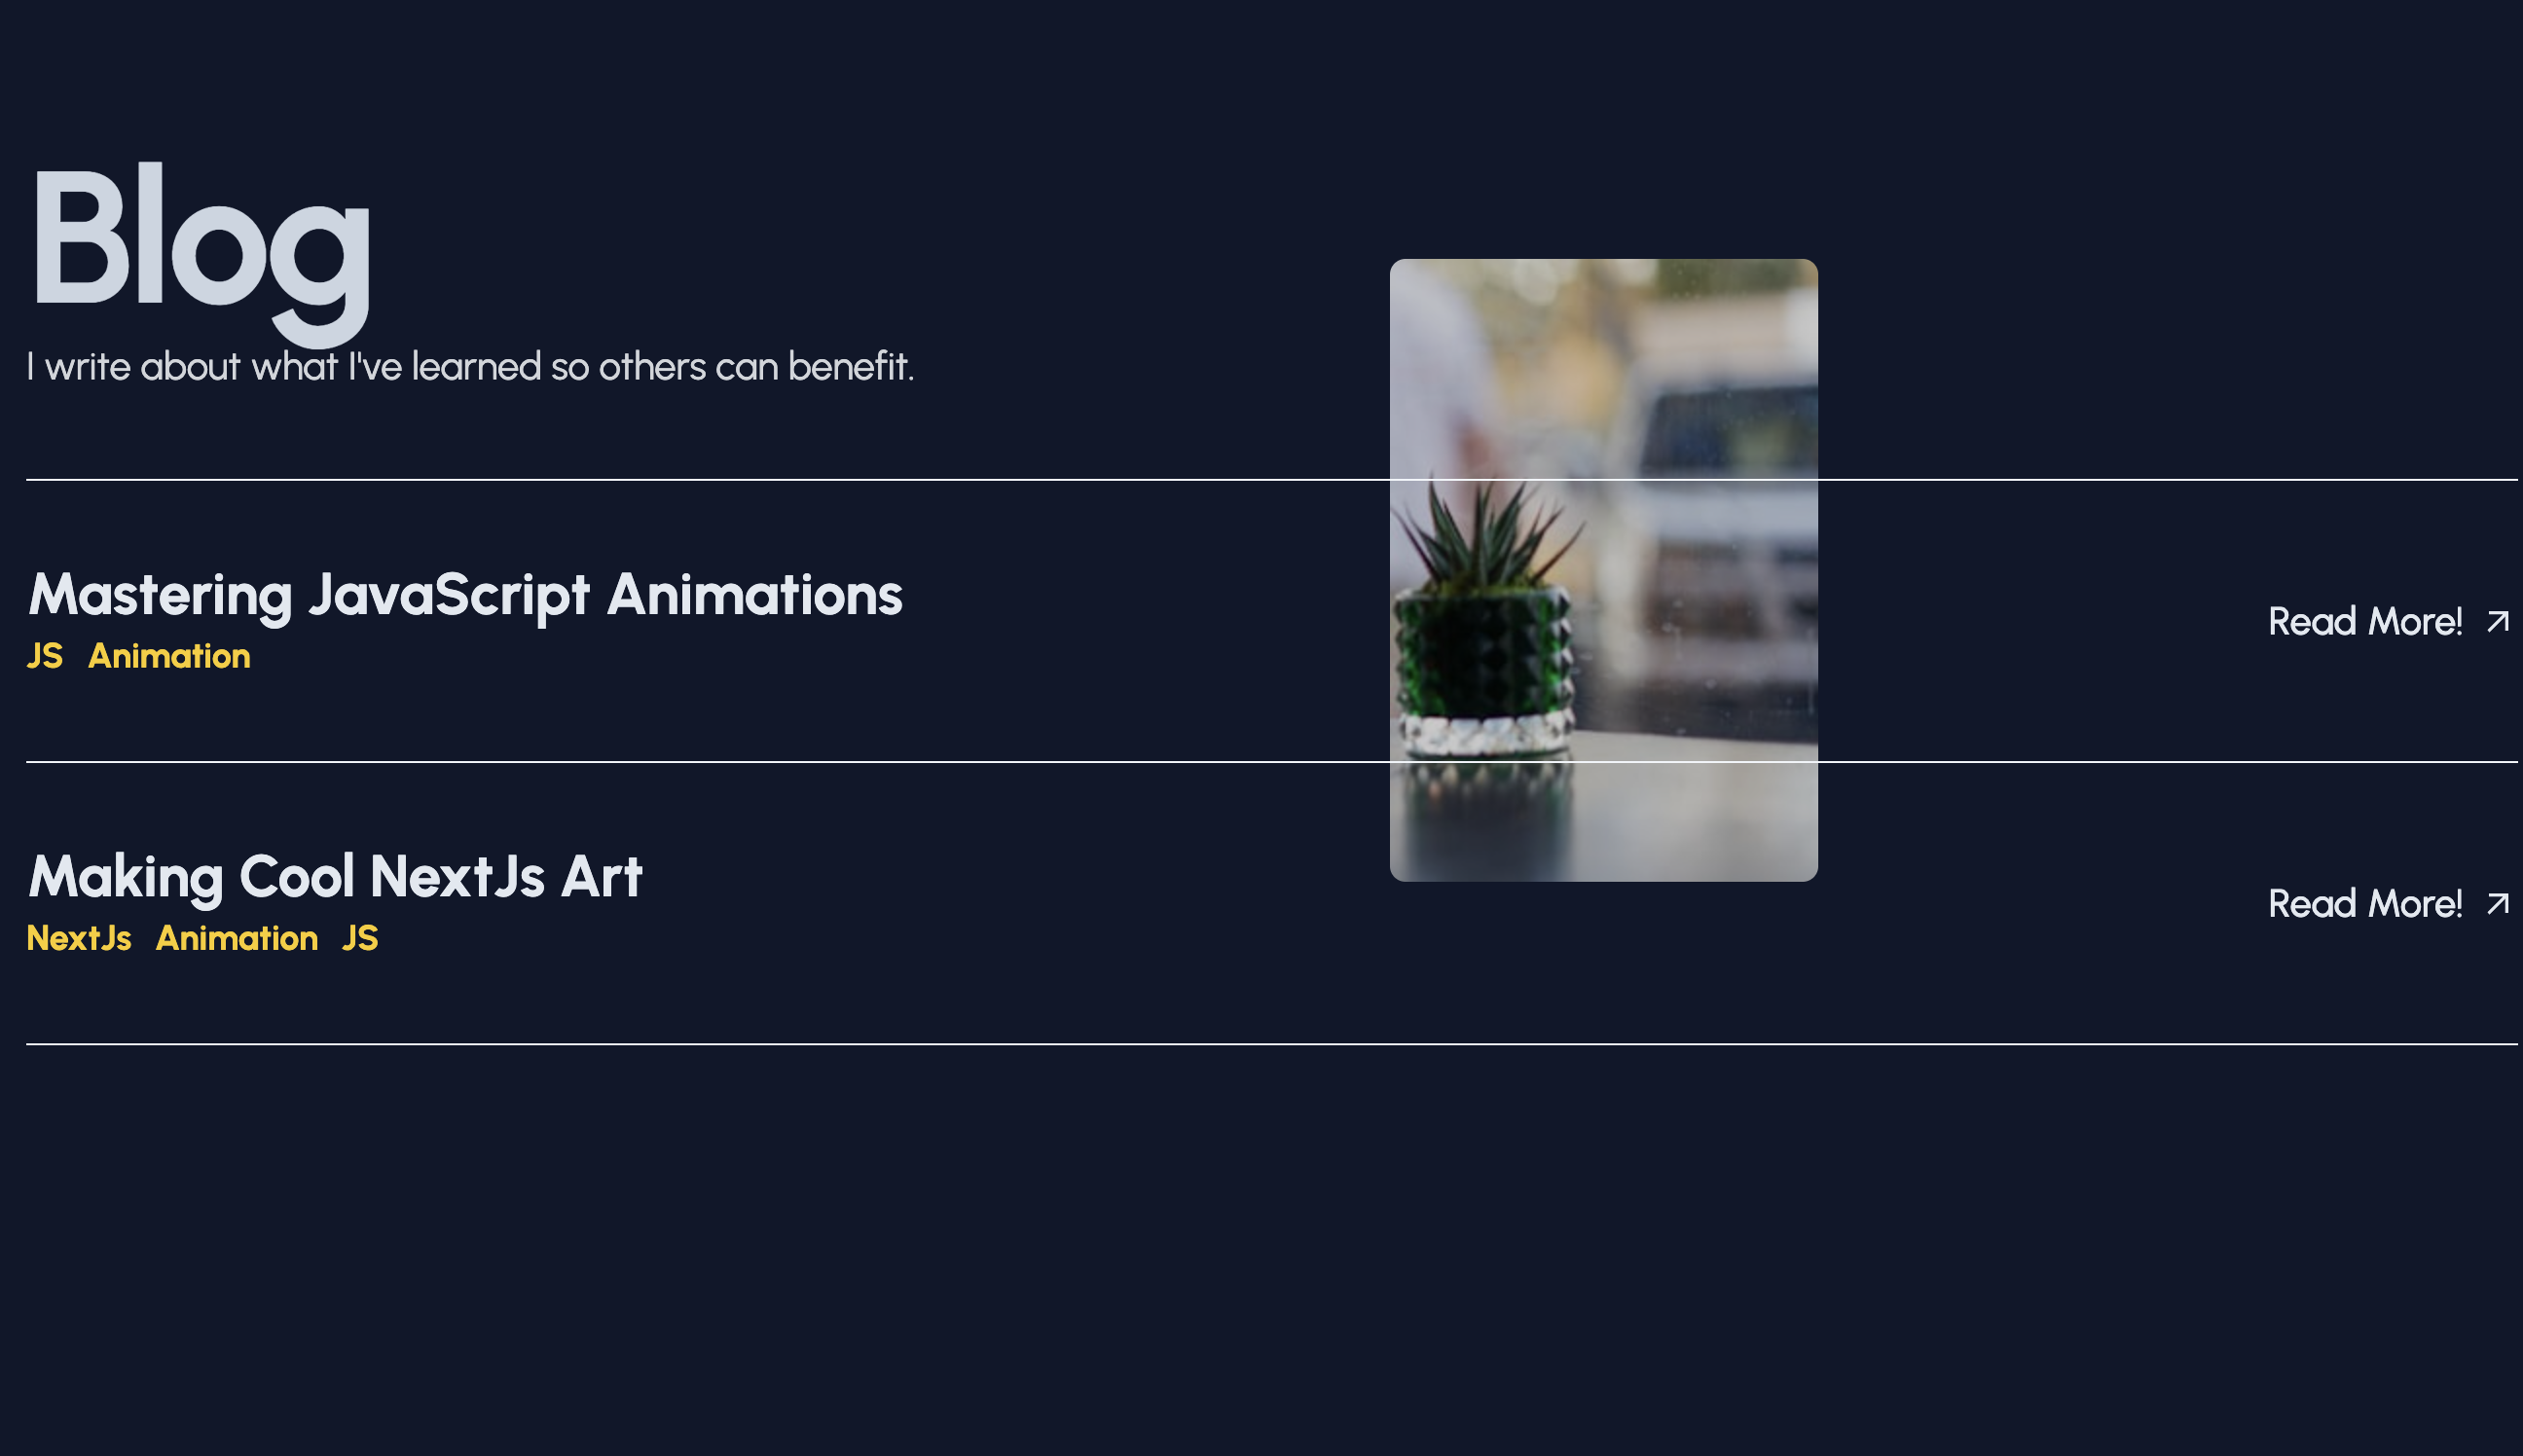 Blog
I write about what I've learned so others can benefit.
Mastering JavaScript Animations
JS Animation
Read More!
Making Cool NextJs Art
NextJs Animation JS
Read More!